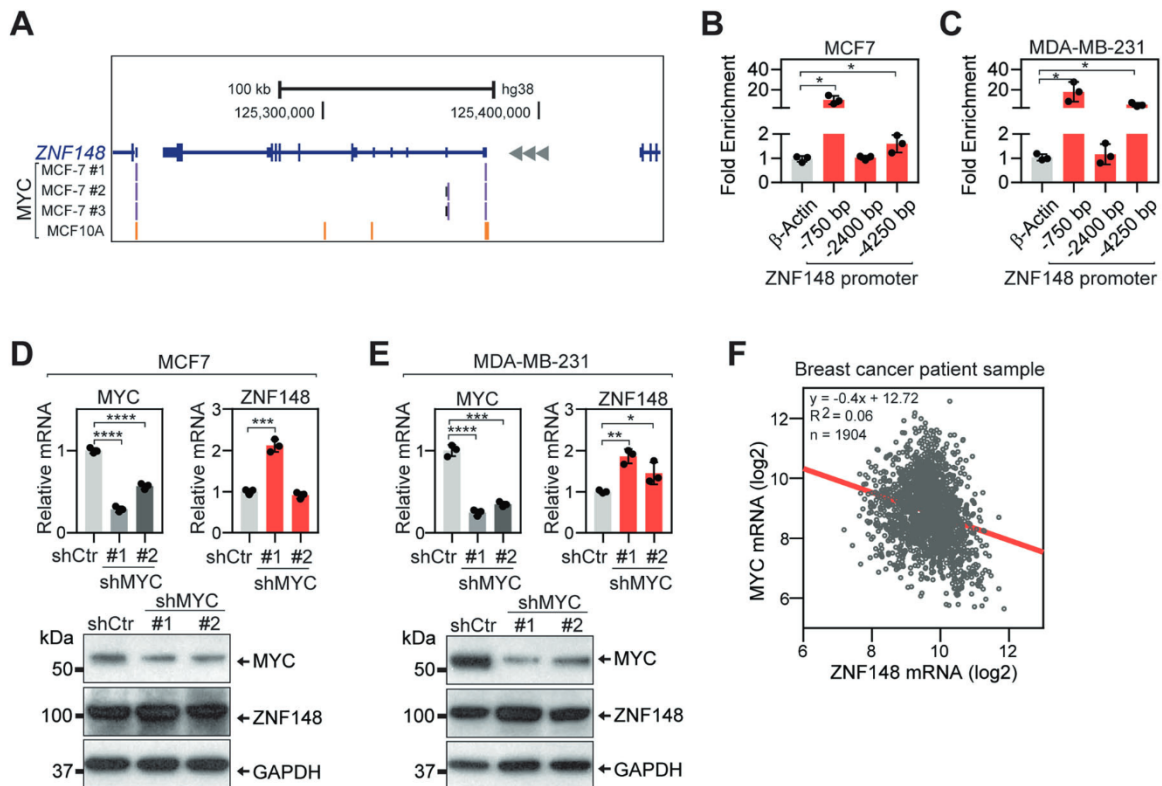 A
100 kb
hg38
125,300,000
125,400,000
ZNF148
MYC
MCF-7 #1
MCF-7 #2
MCF-7 #3
MCF10A
B
MCF7
Fold Enrichment
40
20
2
1
0
*
*
β-Actin
-750 bp
-2400 bp
-4250 bp
ZNF148 promoter
C
MDA-MB-231
Fold Enrichment
40
20
2
1
0
*
*
β-Actin
-750 bp
-2400 bp
-4250 bp
ZNF148 promoter
D
MCF7
MYC
Relative mRNA
1
0
****
****
shCtr #1 #2
shMYC
ZNF148
Relative mRNA
3
2
1
0
***
shCtr #1 #2
shMYC
shMYC
shCtr #1 #2
kDa
50
MYC
100
ZNF148
37
GAPDH
E
MDA-MB-231
MYC
Relative mRNA
1
0
***
****
shCtr #1 #2
shMYC
ZNF148
Relative mRNA
3
2
1
0
*
**
shCtr #1 #2
shMYC
shMYC
shCtr #1 #2
kDa
50
MYC
100
ZNF148
37
GAPDH
F
Breast cancer patient sample
y = -0.4x + 12.72
R2 = 0.06
n = 1904
MYC mRNA (log2)
12
10
8
6
6 8 10 12
ZNF148 mRNA (log2)